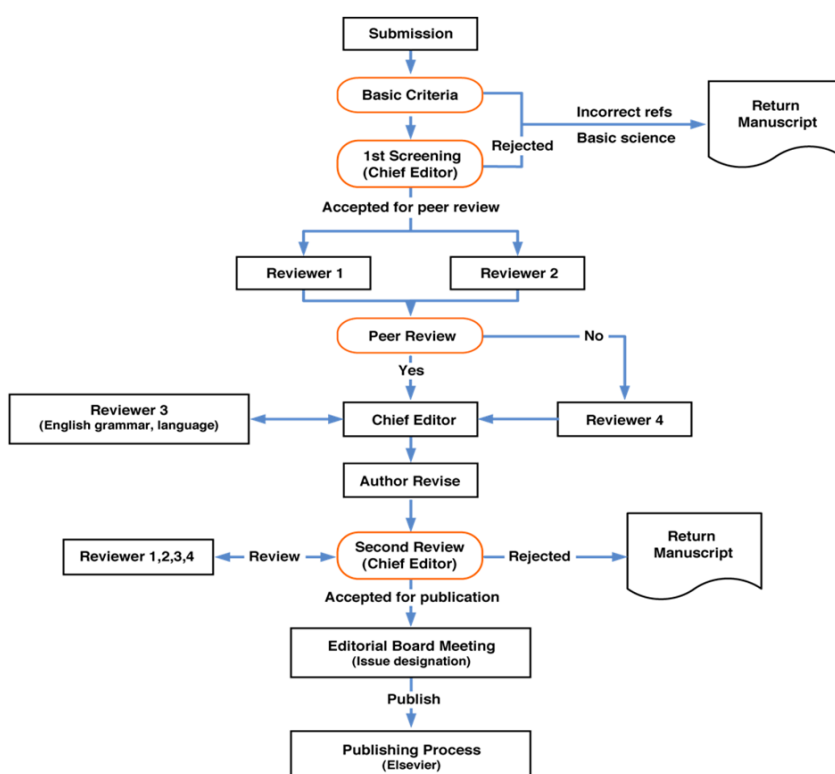 Submission
Basic Criteria
Incorrect refs
Return
Manuscript
Rejected
Basic science
1st Screening
(Chief Editor)
Accepted for peer review
Reviewer 1
Reviewer 2
Peer Review
No
Yes
Reviewer 3
(English grammar, language)
Chief Editor
Reviewer 4
Author Revise
Reviewer 1,2,3,4
Review
Second Review
(Chief Editor)
Rejected
Return
Manuscript
Accepted for publication
Editorial Board Meeting
(Issue designation)
Publish
Publishing Process
(Elsevier)